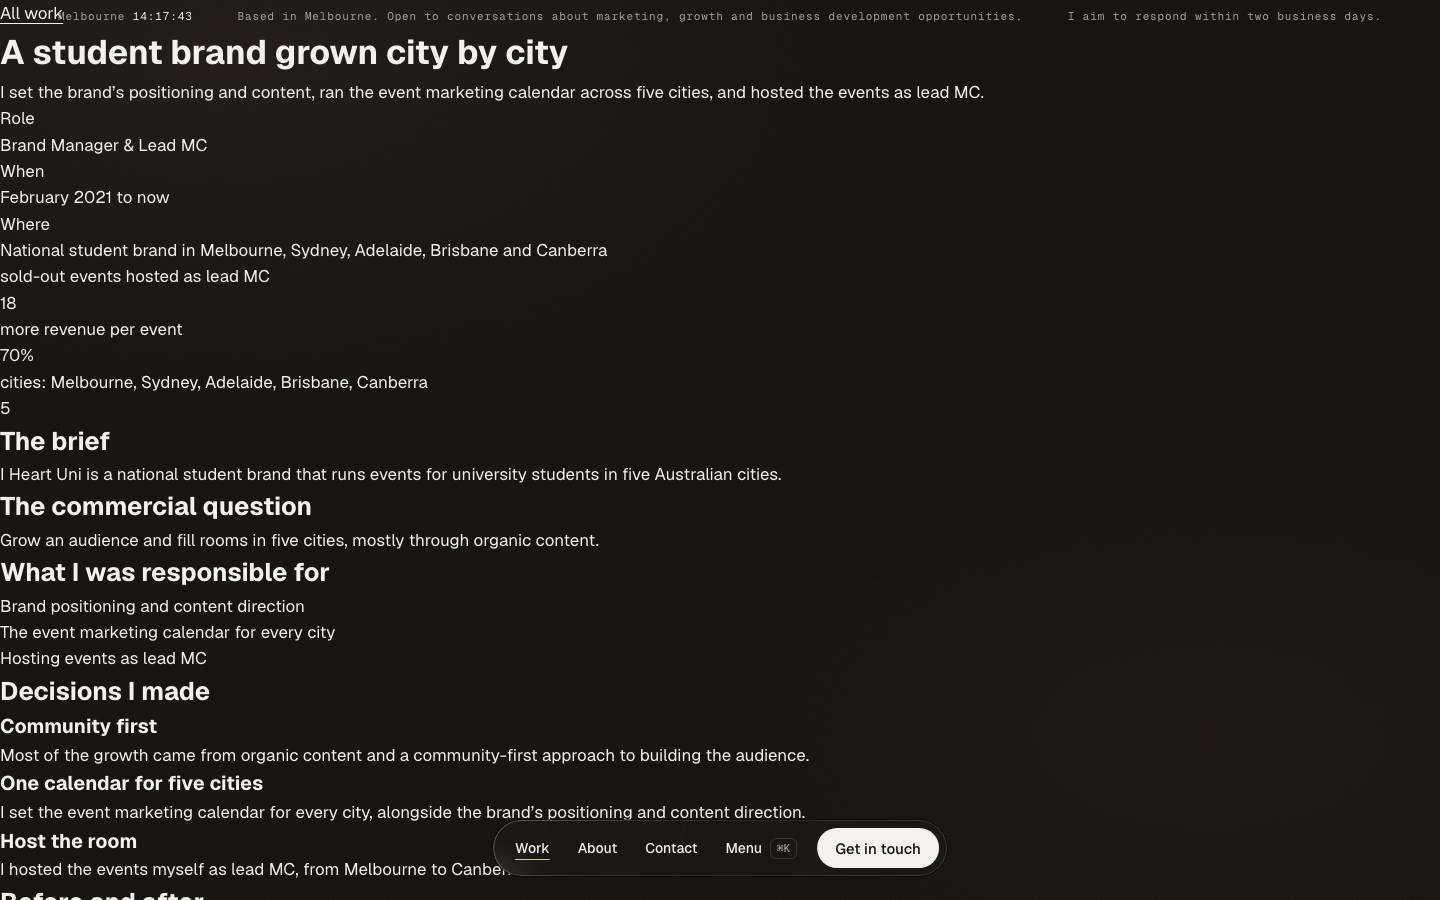 All work
Melbourne 14:17:43 Based in Melbourne. Open to conversations about marketing, growth and business development opportunities. I aim to respond within two business days.
A student brand grown city by city
I set the brand’s positioning and content, ran the event marketing calendar across five cities, and hosted the events as lead MC.
Role
Brand Manager & Lead MC
When
February 2021 to now
Where
National student brand in Melbourne, Sydney, Adelaide, Brisbane and Canberra
sold-out events hosted as lead MC
18
more revenue per event
70%
cities: Melbourne, Sydney, Adelaide, Brisbane, Canberra
5
The brief
I Heart Uni is a national student brand that runs events for university students in five Australian cities.
The commercial question
Grow an audience and fill rooms in five cities, mostly through organic content.
What I was responsible for
Brand positioning and content direction
The event marketing calendar for every city
Hosting events as lead MC
Decisions I made
Community first
Most of the growth came from organic content and a community-first approach to building the audience.
One calendar for five cities
I set the event marketing calendar for every city, alongside the brand’s positioning and content direction.
Host the room
I hosted the events myself as lead MC, from Melbourne to Canber
Work About Contact Menu ⌘K Get in touch
Before and after